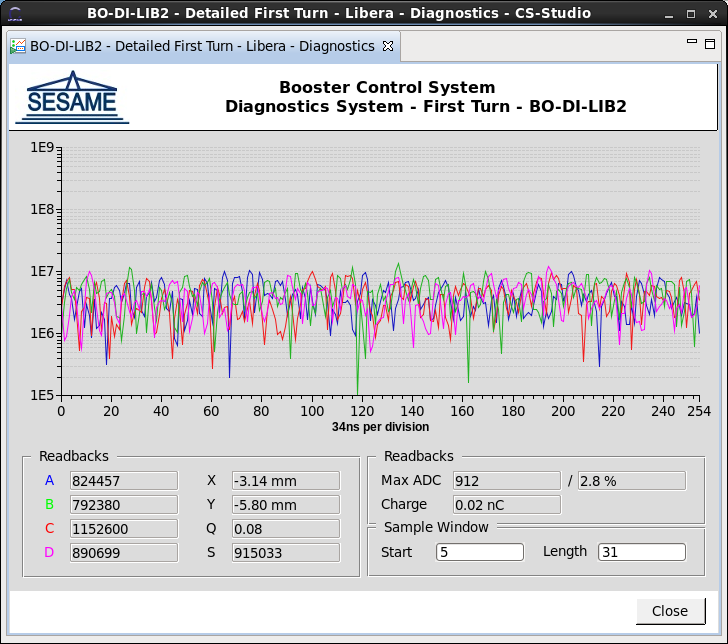 BO-DI-LIB2 - Detailed First Turn - Libera - Diagnostics - CS-Studio
BO-DI-LIB2 - Detailed First Turn - Libera - Diagnostics
SESAME
Booster Control System
Diagnostics System - First Turn - BO-DI-LIB2
1E9
1E8
1E7
1E6
1E5
0 20 40 60 80 100 120 140 160 180 200 220 240 254
34ns per division
Readbacks
A 824457 X -3.14 mm
B 792380 Y -5.80 mm
C 1152600 Q 0.08
D 890699 S 915033
Readbacks
Max ADC 912 / 2.8 %
Charge 0.02 nC
Sample Window
Start 5 Length 31
Close